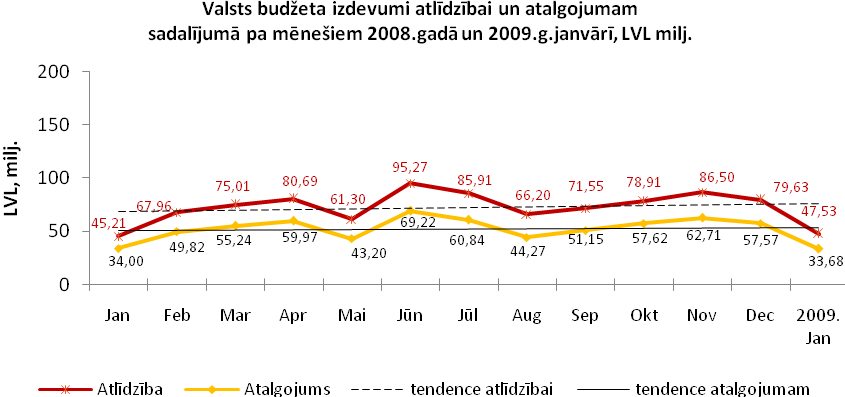 Valsts budžeta izdevumi atlīdzībai un atalgojumam
sadalījumā pa mēnešiem 2008.gadā un 2009.g.janvārī, LVL milj.
LVL, milj.
200
150
100
50
0
45,21 67,96 75,01 80,69 61,30 95,27 85,91 66,20 71,55 78,91 86,50 79,63 47,53
34,00 49,82 55,24 59,97 43,20 69,22 60,84 44,27 51,15 57,62 62,71 57,57 33,68
Jan Feb Mar Apr Mai Jūn Jūl Aug Sep Okt Nov Dec 2009.
Jan
Atlīdzība Atalgojums tendence atlīdzībai tendence atalgojumam